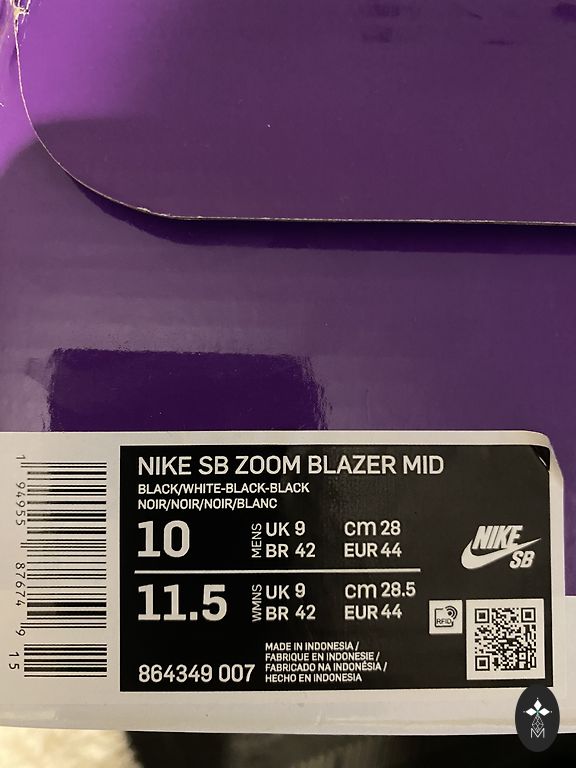 NIKE SB ZOOM BLAZER MID
BLACK/WHITE-BLACK-BLACK
NOIR/NOIR/NOIR/BLANC
10 MENS UK 9 cm 28
BR 42 EUR 44
11.5 WMNS UK 9 cm 28.5
BR 42 EUR 44
NIKE
SB
RFID
864349 007
MADE IN INDONESIA /
FABRIQUE EN INDONESIE /
FABRICADO NA INDONÉSIA /
HECHO EN INDONESIA
1 94955 87674 9 15
M